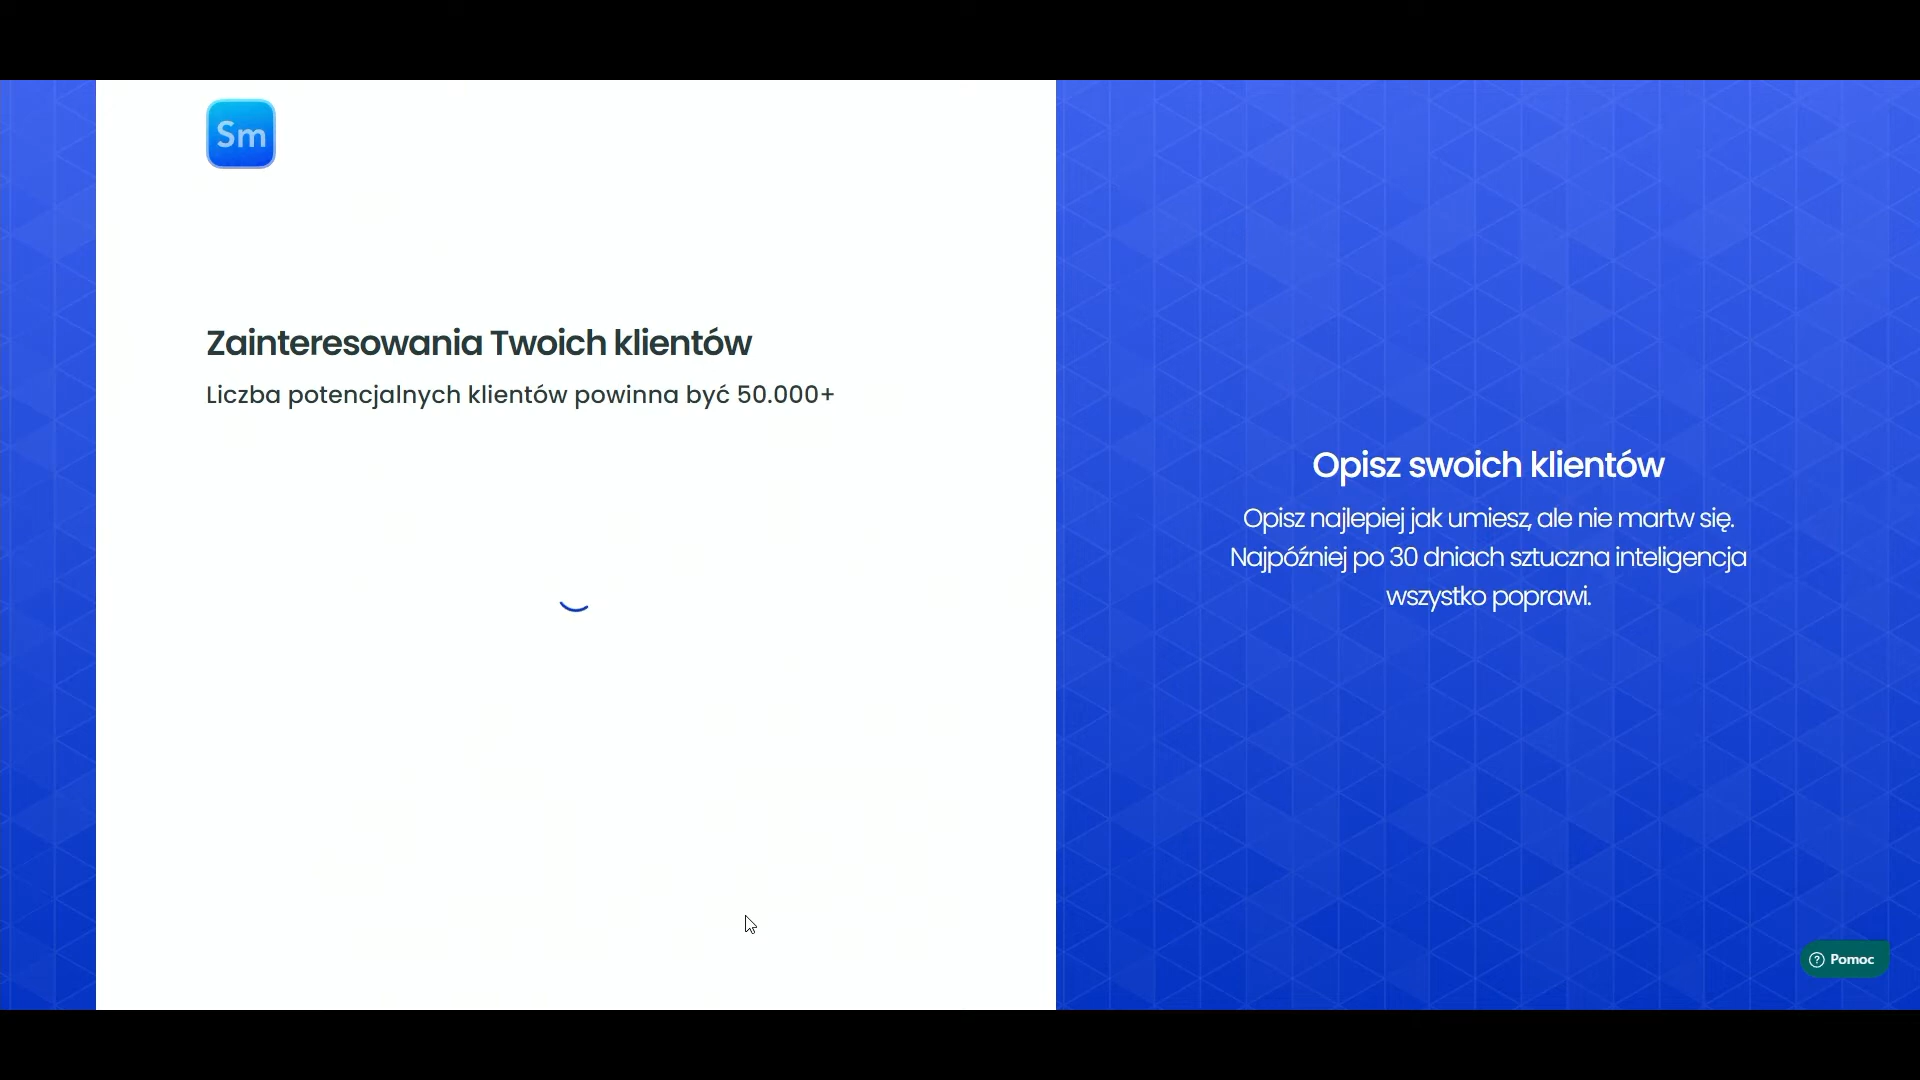 Sm
Zainteresowania Twoich klientów
Liczba potencjalnych klientów powinna być 50.000+
Opisz swoich klientów
Opisz najlepiej jak umiesz, ale nie martw się.
Najpóźniej po 30 dniach sztuczna inteligencja
wszystko poprawi.
? Pomoc